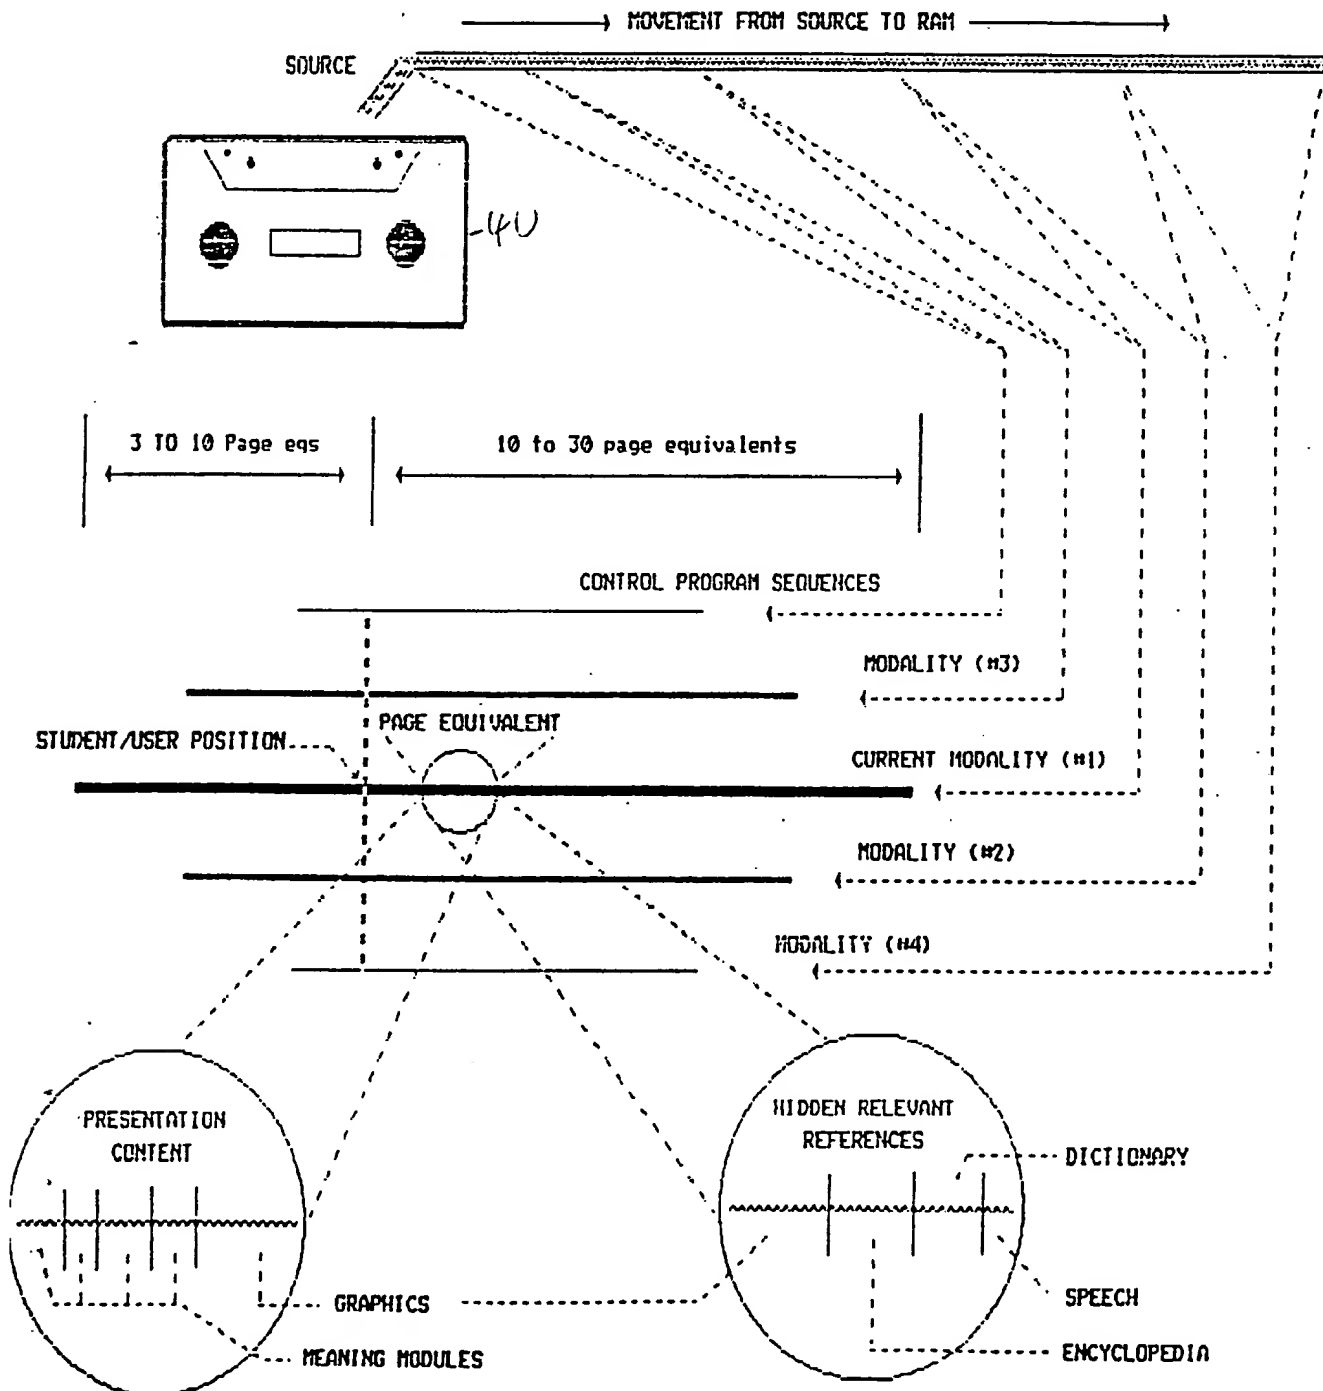 MOVEMENT FROM SOURCE TO RAM
SOURCE
40
3 TO 10 Page eqs
10 to 30 page equivalents
CONTROL PROGRAM SEQUENCES
MODALITY (#3)
PAGE EQUIVALENT
STUDENT/USER POSITION
CURRENT MODALITY (#1)
MODALITY (#2)
MODALITY (#4)
PRESENTATION
CONTENT
HIDDEN RELEVANT
REFERENCES
DICTIONARY
GRAPHICS
SPEECH
MEANING MODULES
ENCYCLOPEDIA